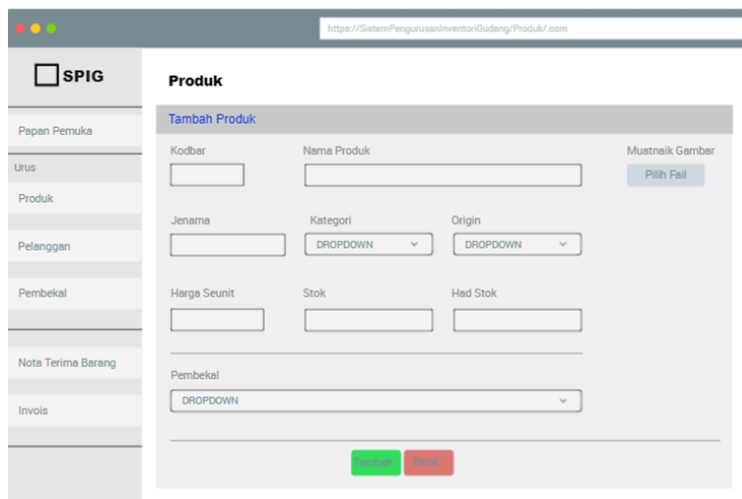 https://SistemPengurusanInventoriGudang/Produk/.com
SPIG
Papan Pemuka
Urus
Produk
Pelanggan
Pembekal
Nota Terima Barang
Invois
Produk
Tambah Produk
Kodbar Nama Produk Muatnaik Gambar
Pilih Fail
Jenama Kategori Origin
DROPDOWN DROPDOWN
Harga Seunit Stok Had Stok
Pembekal
DROPDOWN
Tambah Batal